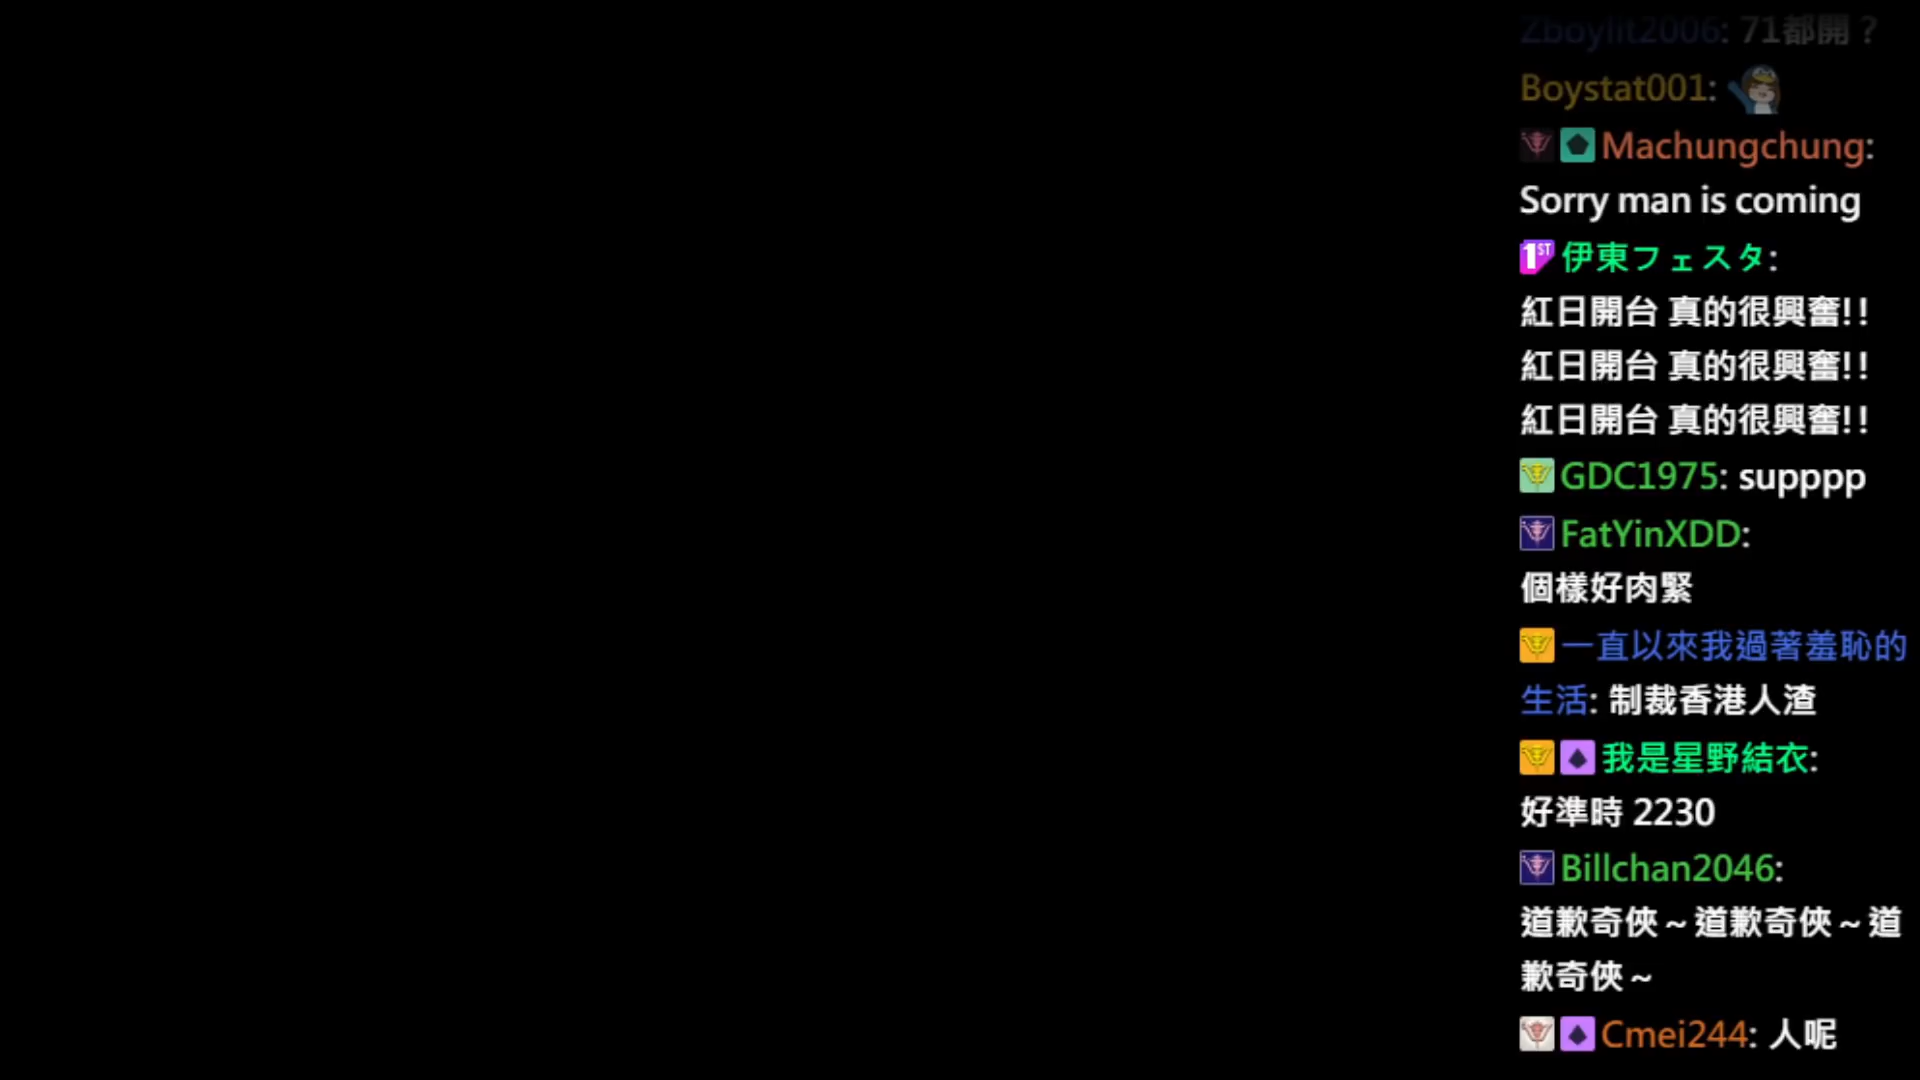 Zboylit2006: 71都開？
Boystat001:
Machungchung:
Sorry man is coming
1ST 伊東フェスタ:
紅日開台 真的很興奮!!
紅日開台 真的很興奮!!
紅日開台 真的很興奮!!
GDC1975: supppp
FatYinXDD:
個樣好肉緊
一直以來我過著羞恥的
生活: 制裁香港人渣
我是星野結衣:
好準時 2230
Billchan2046:
道歉奇俠～道歉奇俠～道
歉奇俠～
Cmei244: 人呢